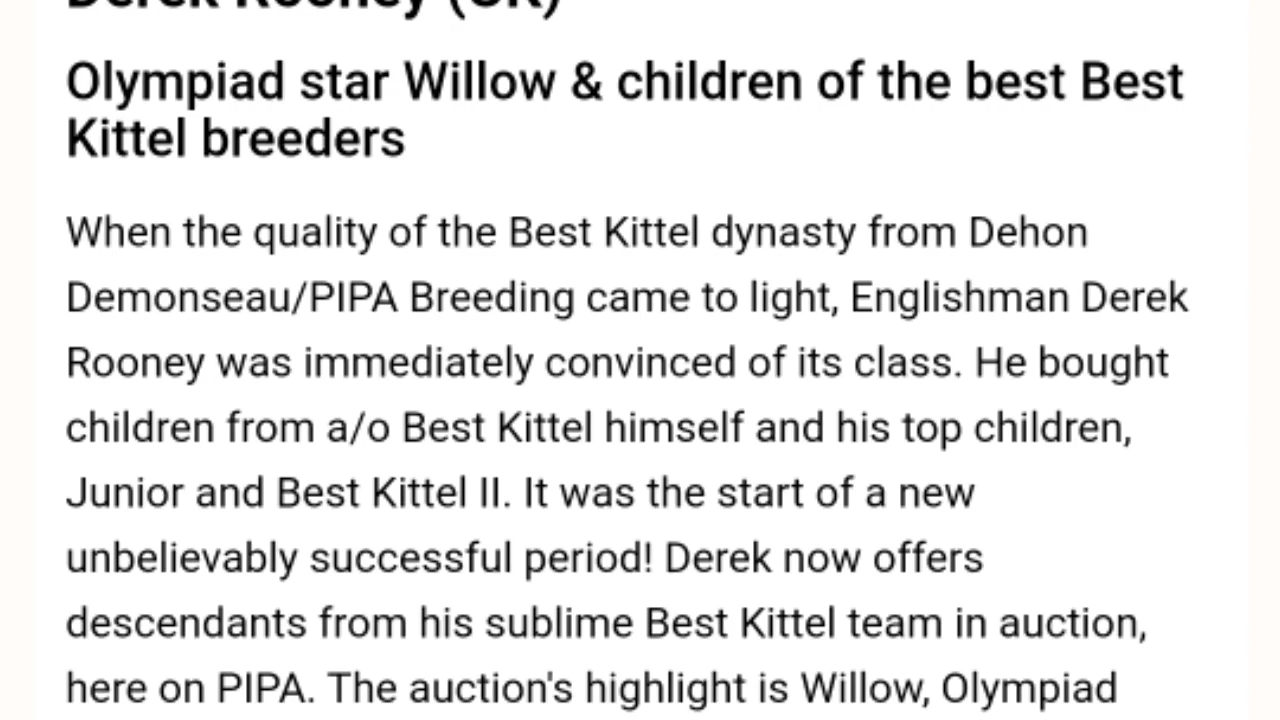 Derek Rooney (UK)
Olympiad star Willow & children of the best Best
Kittel breeders
When the quality of the Best Kittel dynasty from Dehon
Demonseau/PIPA Breeding came to light, Englishman Derek
Rooney was immediately convinced of its class. He bought
children from a/o Best Kittel himself and his top children,
Junior and Best Kittel II. It was the start of a new
unbelievably successful period! Derek now offers
descendants from his sublime Best Kittel team in auction,
here on PIPA. The auction's highlight is Willow, Olympiad